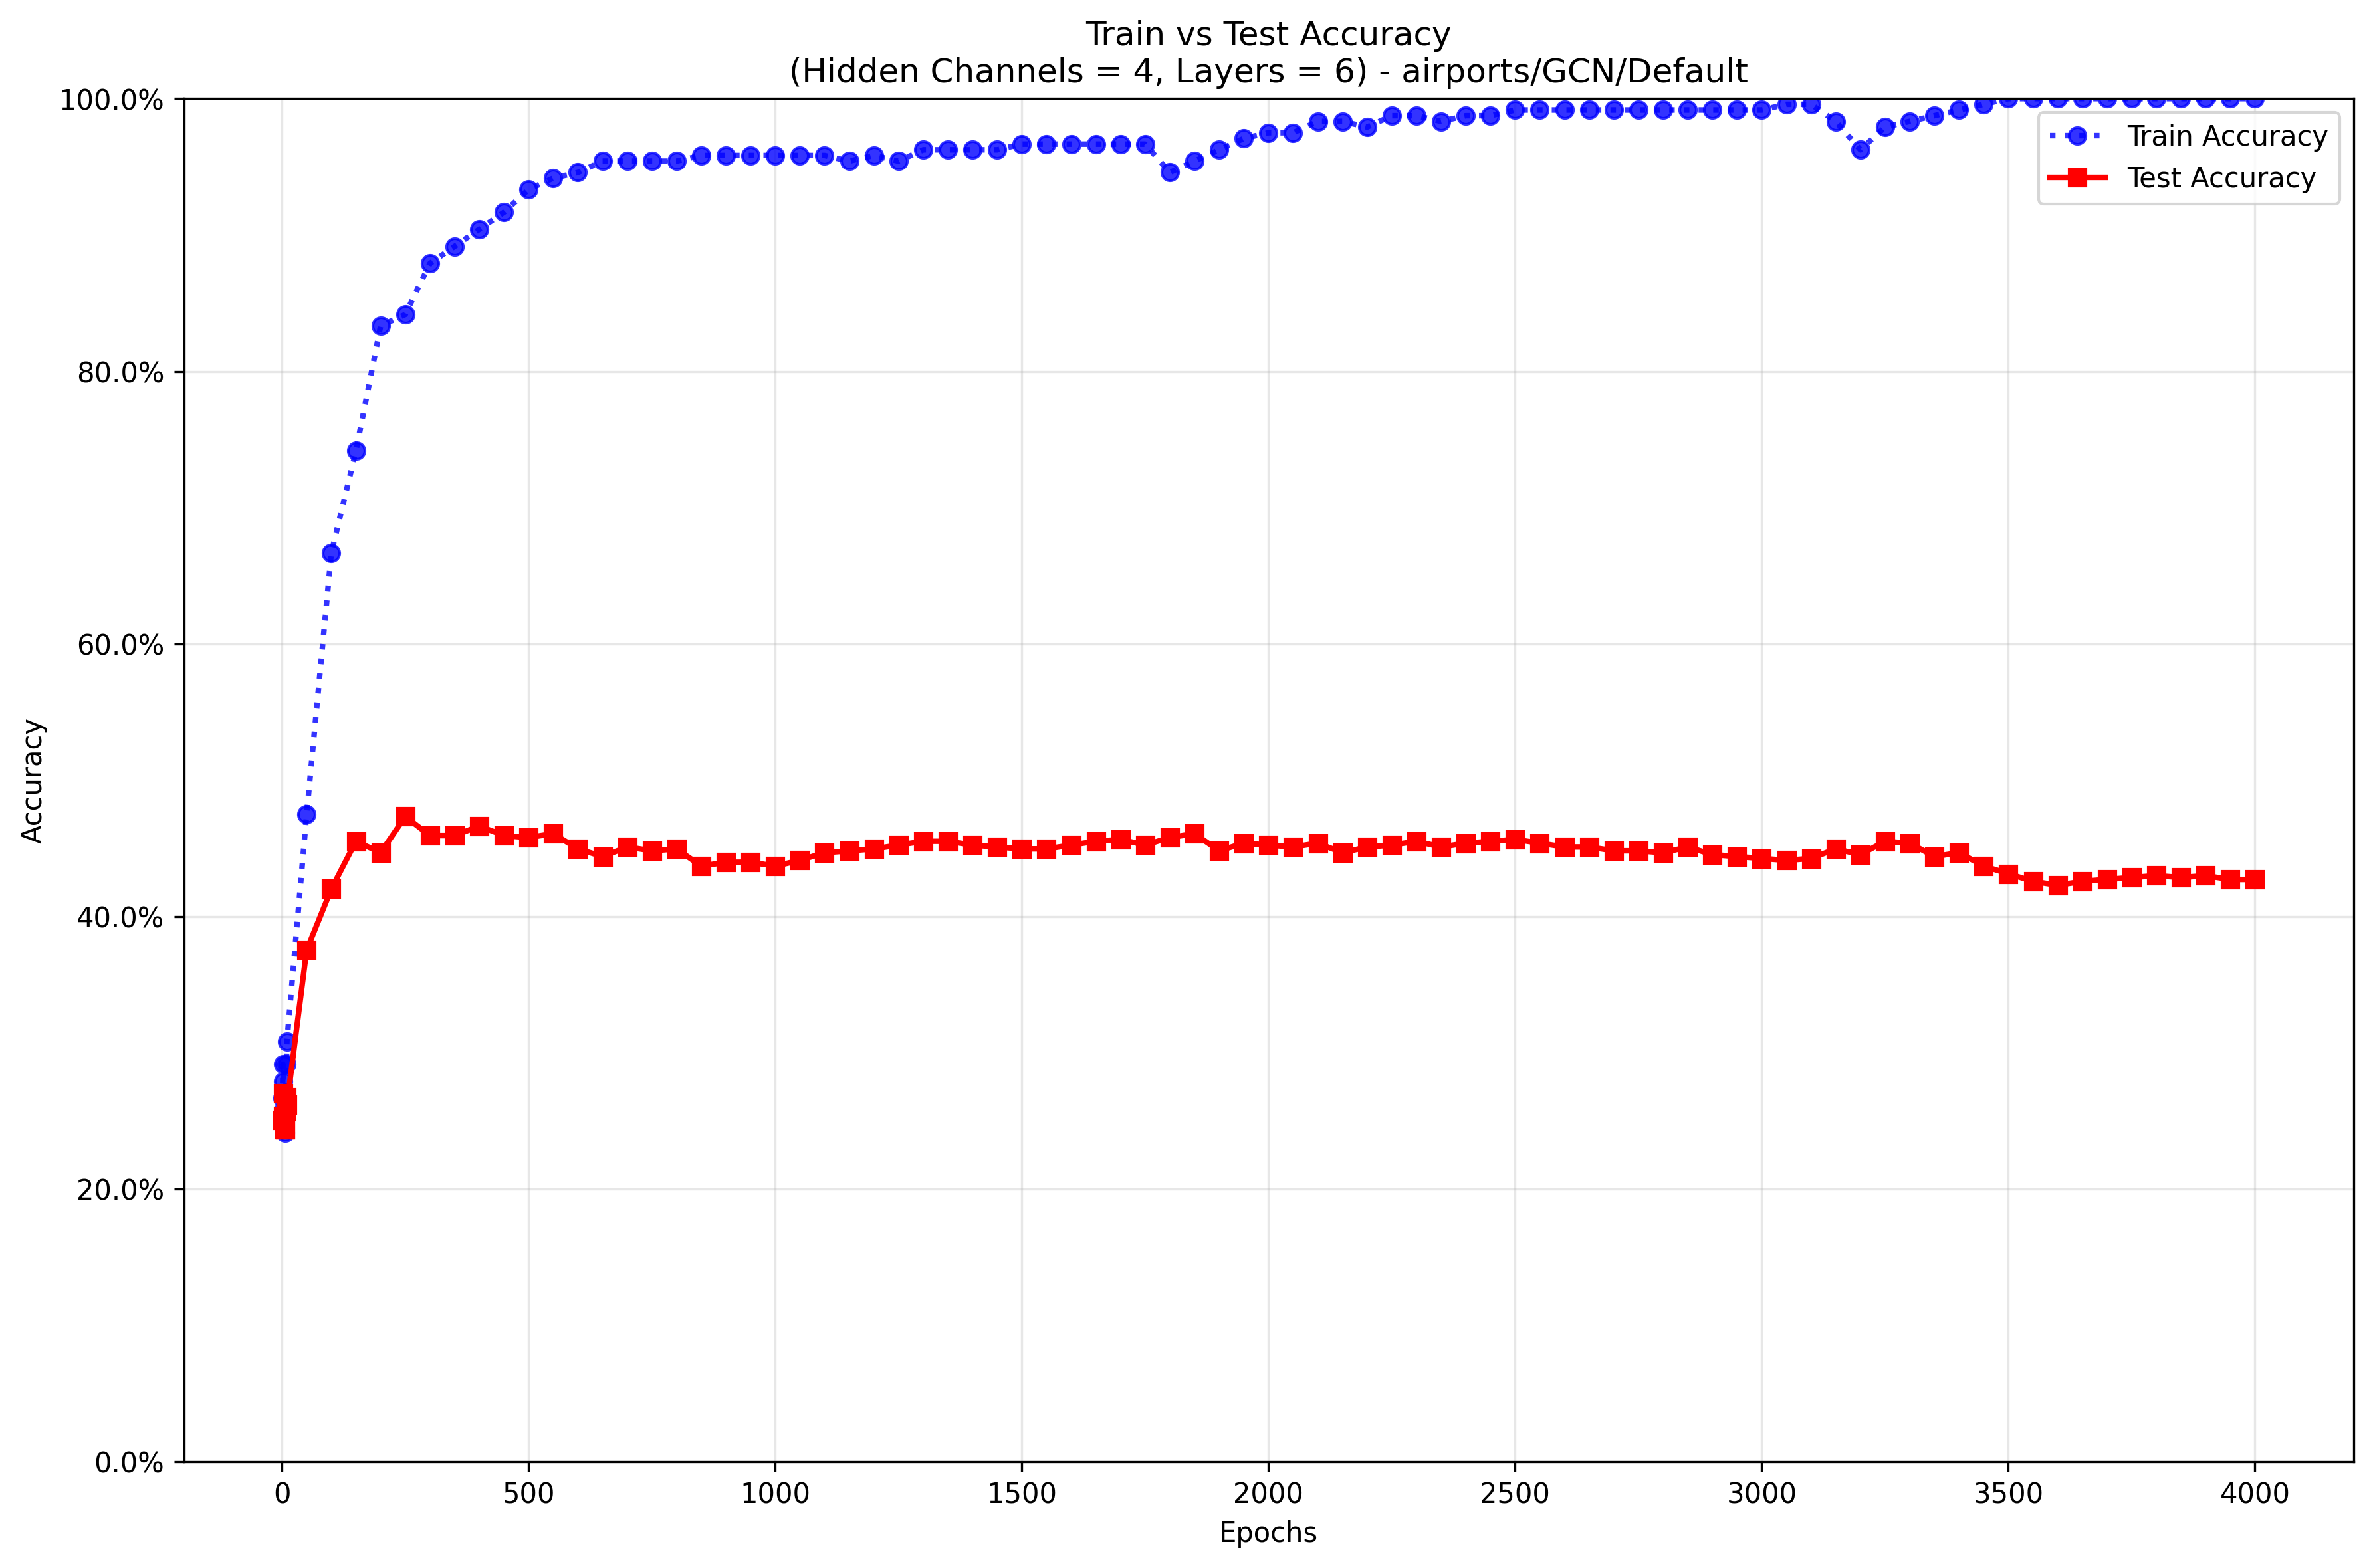 Train vs Test Accuracy
(Hidden Channels = 4, Layers = 6) - airports/GCN/Default
100.0%
80.0%
60.0%
40.0%
20.0%
0.0%
Accuracy
Train Accuracy
Test Accuracy
0 500 1000 1500 2000 2500 3000 3500 4000
Epochs